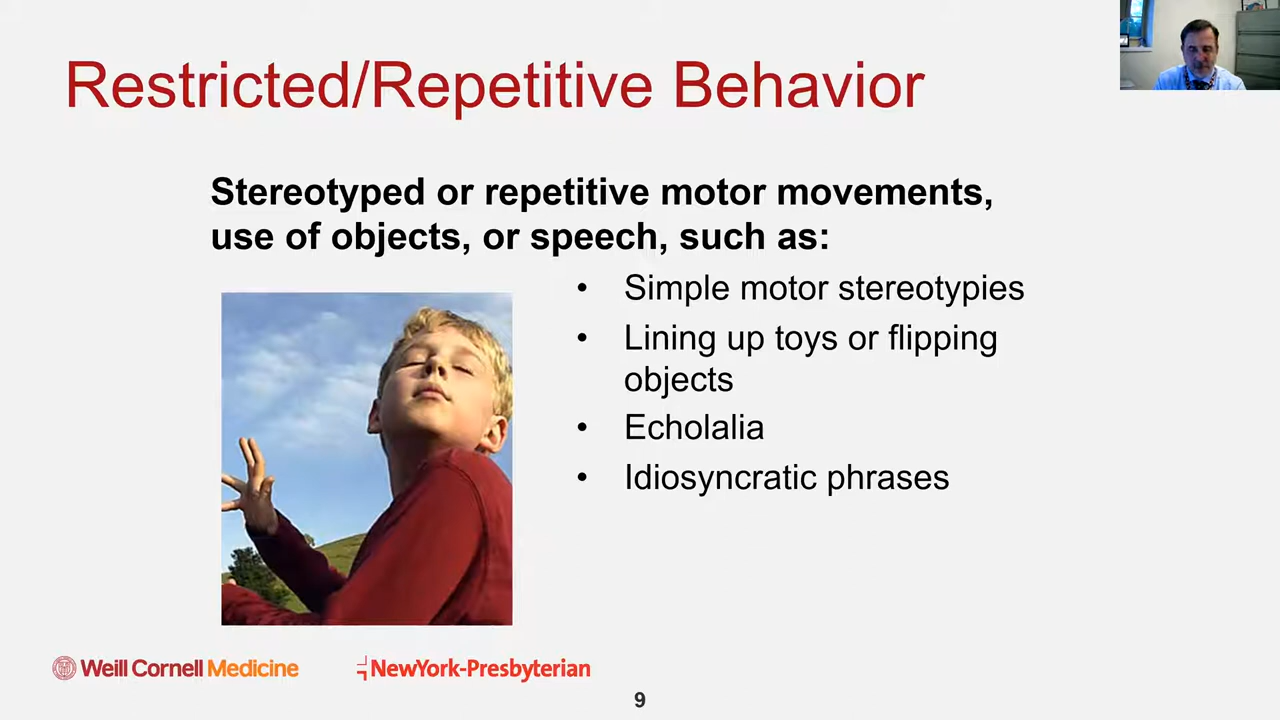 Restricted/Repetitive Behavior
Stereotyped or repetitive motor movements,
use of objects, or speech, such as:
• Simple motor stereotypies
• Lining up toys or flipping
objects
• Echolalia
• Idiosyncratic phrases
Weill Cornell Medicine
NewYork-Presbyterian
9